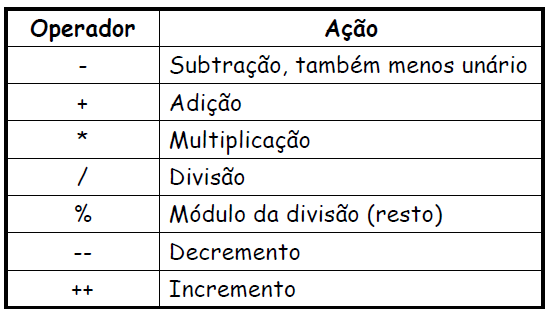 Operador Ação
- Subtração, também menos unário
+ Adição
* Multiplicação
/ Divisão
% Módulo da divisão (resto)
-- Decremento
++ Incremento